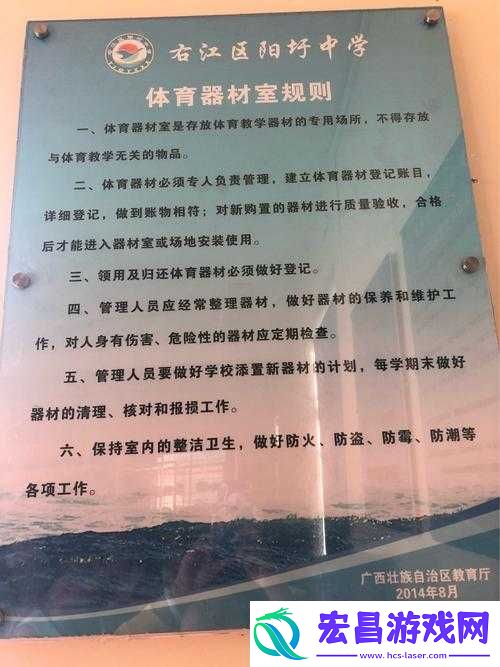 右江区阳圩中学
体育器材室规则
一、体育器材室是存放体育教学器材的专用场所，不得存放
与体育教学无关的物品。
二、体育器材必须专人负责管理，建立体育器材登记账目，
详细登记，做到账物相符；对新购置的器材进行质量验收，合格
后才能进入器材室或场地安装使用。
三、领用及归还体育器材必须做好登记。
四、管理人员应经常整理器材，做好器材的保养和维护工
作，对人身有伤害、危险性的器材应定期检查。
五、管理人员要做好学校添置新器材的计划，每学期末做好
器材的清理、核对和报损工作。
六、保持室内的整洁卫生，做好防火、防盗、防霉、防潮等
各项工作。
广西壮族自治区教育厅
2014年8月
宏昌游戏网
www.hcs-laser.com